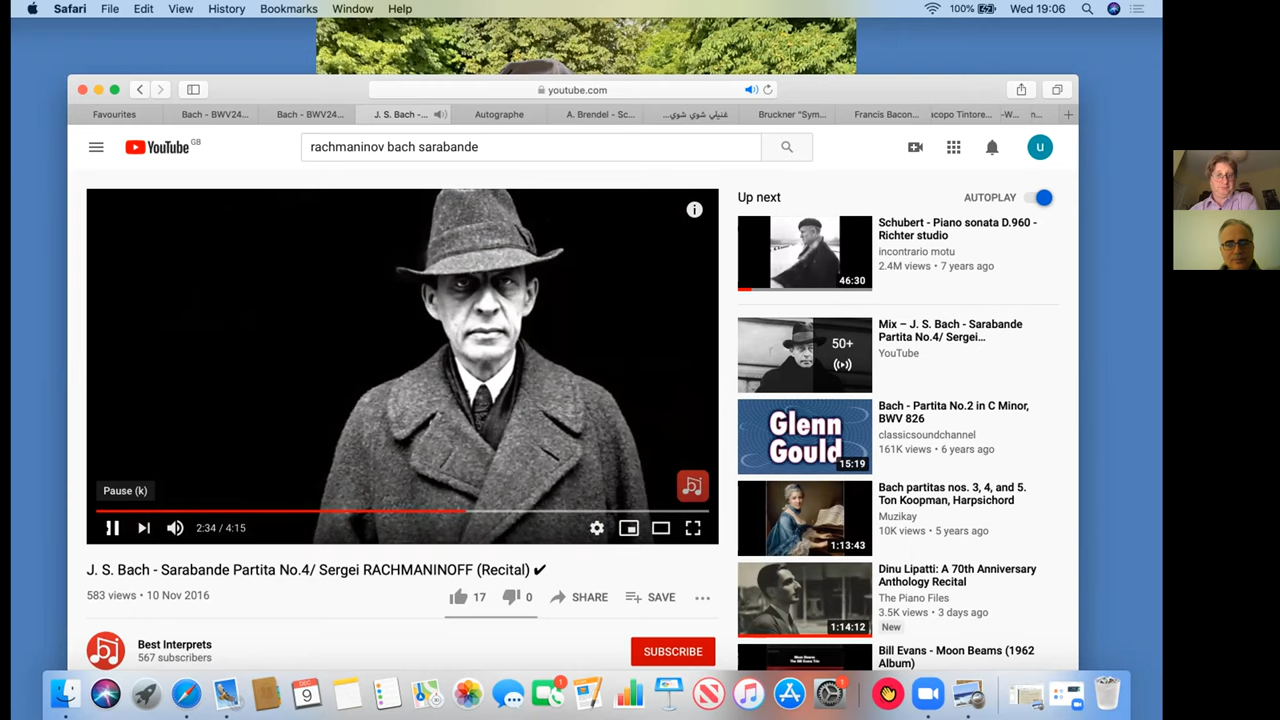 Safari File Edit View History Bookmarks Window Help 100% Wed 19:06
youtube.com
Favourites Bach - BWV24... Bach - BWV24... J. S. Bach -... Autographe A. Brendel - Sc... غنيلي شوي شوي... Bruckner "Sym... Francis Bacon... acopo Tintore... -W... n...
YouTube GB
rachmaninov bach sarabande
u
Up next
AUTOPLAY
Schubert - Piano sonata D.960 -
Richter studio
incontrario motu
2.4M views • 7 years ago
46:30
Mix – J. S. Bach - Sarabande
Partita No.4/ Sergei...
YouTube
50+
Bach - Partita No.2 in C Minor,
BWV 826
classicsoundchannel
161K views • 6 years ago
Glenn
Gould
15:19
Bach partitas nos. 3, 4, and 5.
Ton Koopman, Harpsichord
Muzikay
10K views • 5 years ago
1:13:43
Dinu Lipatti: A 70th Anniversary
Anthology Recital
The Piano Files
3.5K views • 3 days ago
New
1:14:12
Bill Evans - Moon Beams (1962
Album)
Pause (k)
2:34 / 4:15
J. S. Bach - Sarabande Partita No.4/ Sergei RACHMANINOFF (Recital) ✔
583 views • 10 Nov 2016
17 0 SHARE SAVE
Best Interprets
567 subscribers
SUBSCRIBE
DEC
9
1
1